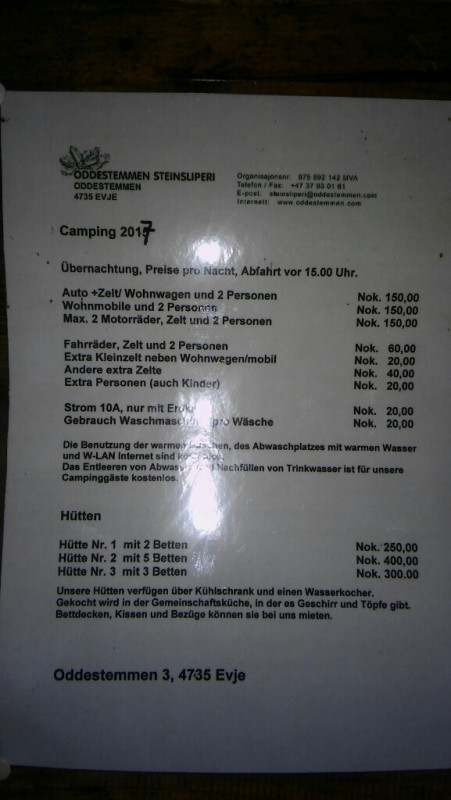 ODDESTEMMEN STEINSLIPERI
ODDESTEMMEN
4735 EVJE
Organisasjonsnr: 875 892 142 MVA
Telefon / Fax: +47 37 93 01 61
E-post: steinsliperi@oddestemmen.com
Internett: www.oddestemmen.com
Camping 2017
Übernachtung, Preise pro Nacht, Abfahrt vor 15.00 Uhr.
Auto +Zelt/ Wohnwagen und 2 Personen Nok. 150,00
Wohnmobile und 2 Personen Nok. 150,00
Max. 2 Motorräder, Zelt und 2 Personen Nok. 150,00
Fahrräder, Zelt und 2 Personen Nok. 60,00
Extra Kleinzelt neben Wohnwagen/mobil Nok. 20,00
Andere extra Zelte Nok. 40,00
Extra Personen (auch Kinder) Nok. 20,00
Strom 10A, nur mit Nok. 20,00
Gebrauch pro Wäsche Nok. 20,00
Die Benutzung der warmen des Abwaschplatzes mit warmen Wasser
und W-LAN Internet sind
Das Entleeren von Nachfüllen von Trinkwasser ist für unsere
Campinggäste kostenlos.
Hütten
Hütte Nr. 1 mit 2 Betten Nok. 250,00
Hütte Nr. 2 mit 5 Betten Nok. 400,00
Hütte Nr. 3 mit 3 Betten Nok. 300.00
Unsere Hütten verfügen über Kühlschrank und einen Wasserkocher.
Gekocht wird in der Gemeinschaftsküche, in der es Geschirr und Töpfe gibt.
Bettdecken, Kissen und Bezüge können sie bei uns mieten.
Oddestemmen 3, 4735 Evje